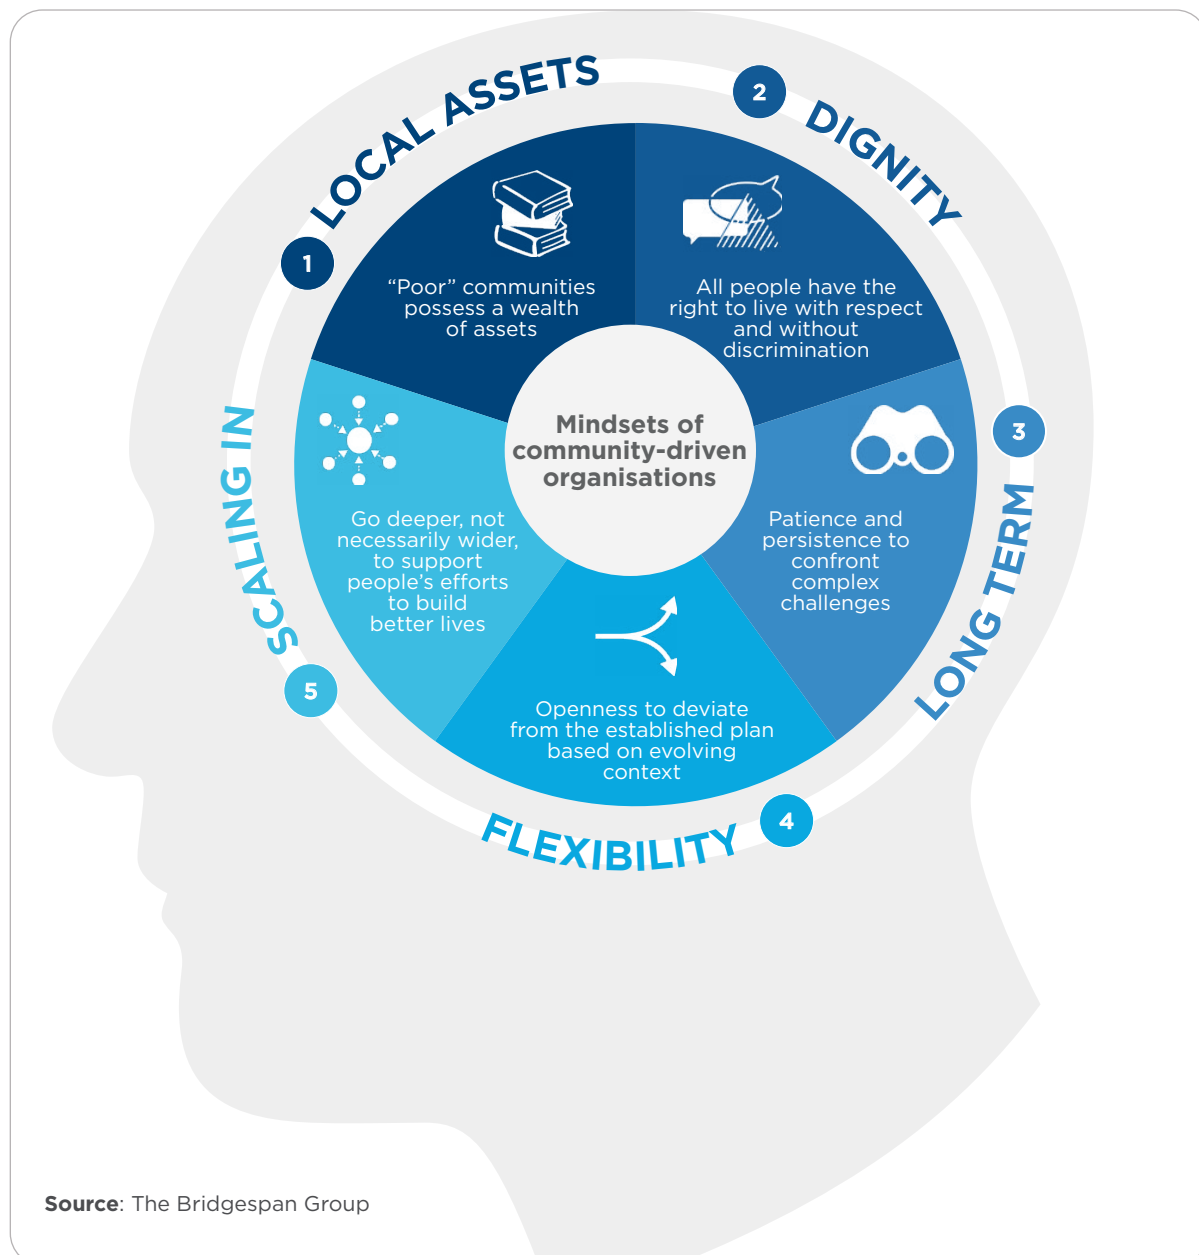 Mindsets of
community-driven
organisations
1
LOCAL ASSETS
“Poor” communities
possess a wealth
of assets
2
DIGNITY
All people have the
right to live with respect
and without
discrimination
3
LONG TERM
Patience and
persistence to
confront
complex
challenges
4
FLEXIBILITY
Openness to deviate
from the established plan
based on evolving
context
5
SCALING IN
Go deeper, not
necessarily wider,
to support
people’s efforts
to build
better lives
Source: The Bridgespan Group